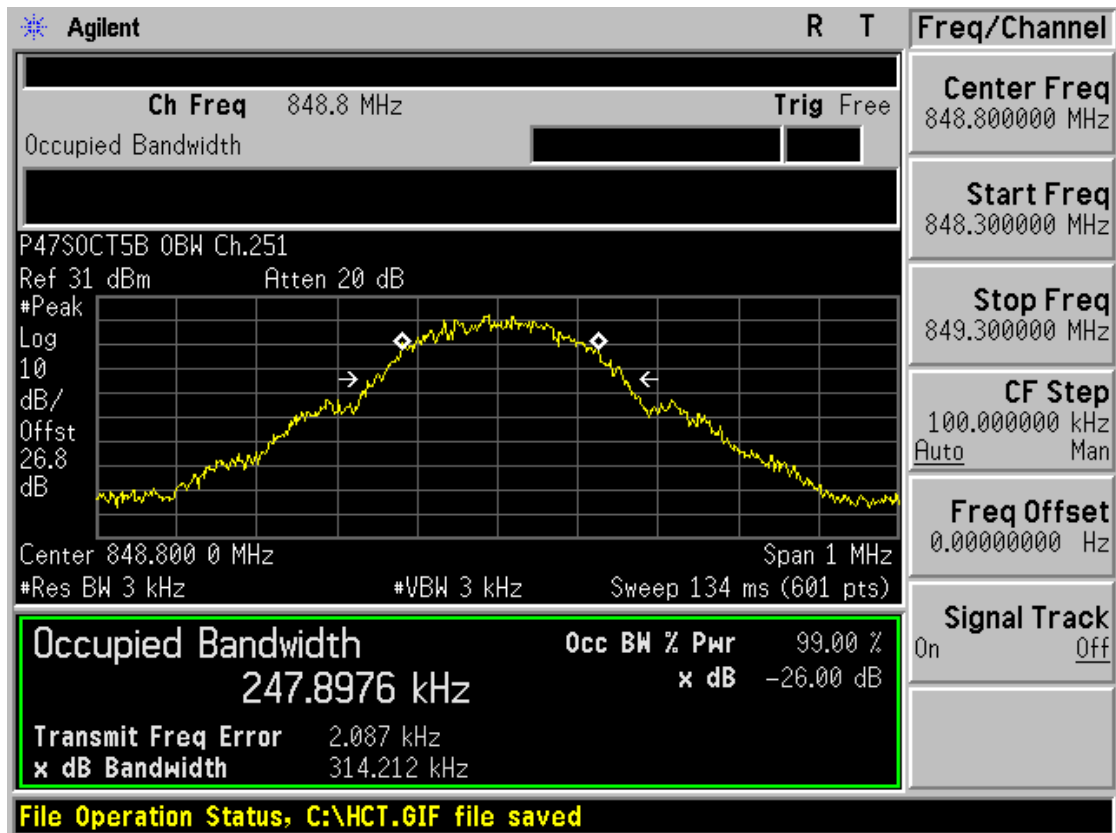 Agilent R T
Ch Freq 848.8 MHz Trig Free
Occupied Bandwidth
P47SOCT5B OBW Ch.251
Ref 31 dBm Atten 20 dB
#Peak
Log
10
dB/
Offst
26.8
dB
Center 848.800 0 MHz Span 1 MHz
#Res BW 3 kHz #VBW 3 kHz Sweep 134 ms (601 pts)
Occupied Bandwidth
247.8976 kHz
Occ BW % Pwr 99.00 %
x dB -26.00 dB
Transmit Freq Error 2.087 kHz
x dB Bandwidth 314.212 kHz
File Operation Status, C:\HCT.GIF file saved
Freq/Channel
Center Freq
848.800000 MHz
Start Freq
848.300000 MHz
Stop Freq
849.300000 MHz
CF Step
100.000000 kHz
Auto Man
Freq Offset
0.00000000 Hz
Signal Track
On Off